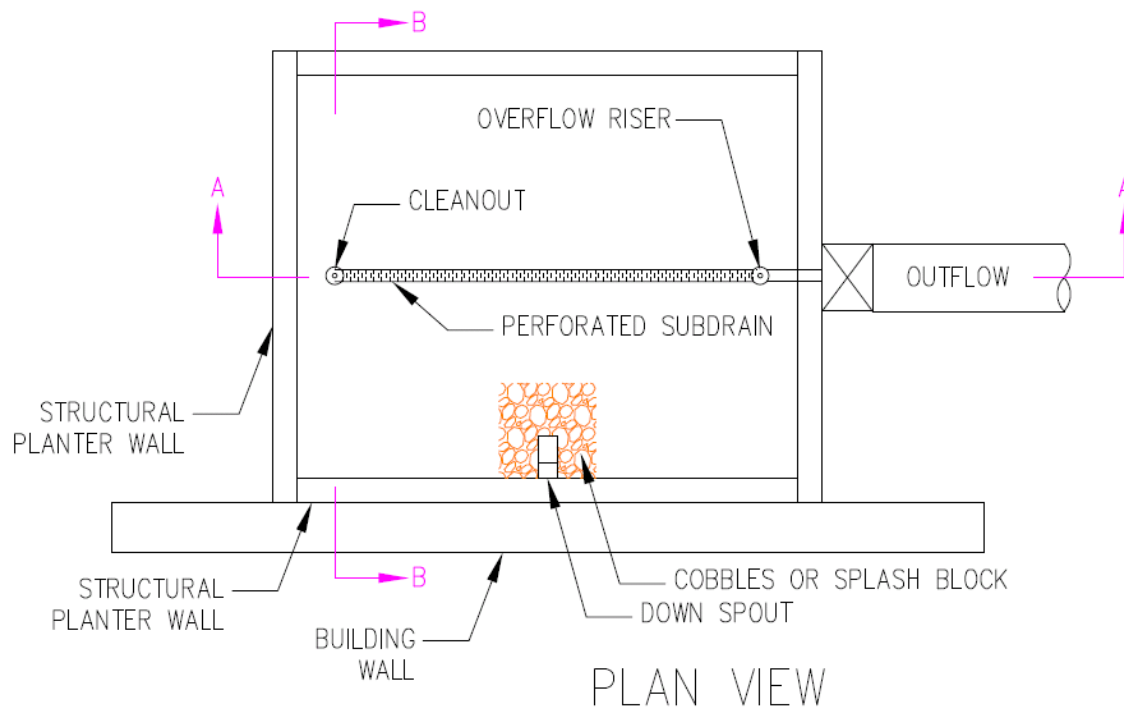 B
OVERFLOW RISER
A
A
CLEANOUT
OUTFLOW
PERFORATED SUBDRAIN
STRUCTURAL
PLANTER WALL
B
COBBLES OR SPLASH BLOCK
STRUCTURAL
PLANTER WALL
DOWN SPOUT
BUILDING
WALL
PLAN VIEW